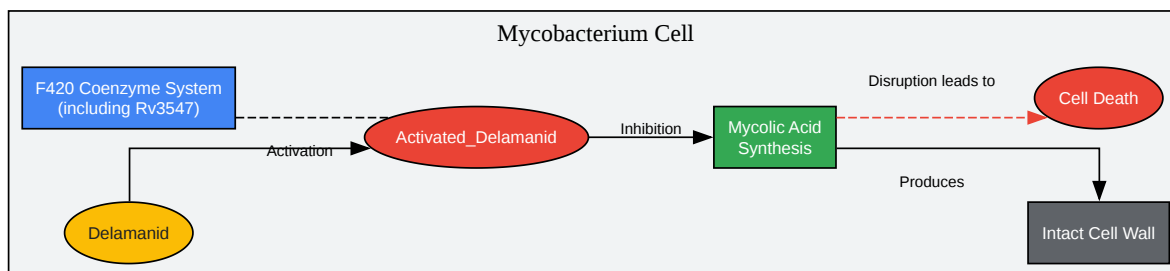 Mycobacterium Cell
F420 Coenzyme System
(including Rv3547)
Disruption leads to
Cell Death
Activation
Activated_Delamanid
Inhibition
Mycolic Acid
Synthesis
Produces
Delamanid
Intact Cell Wall